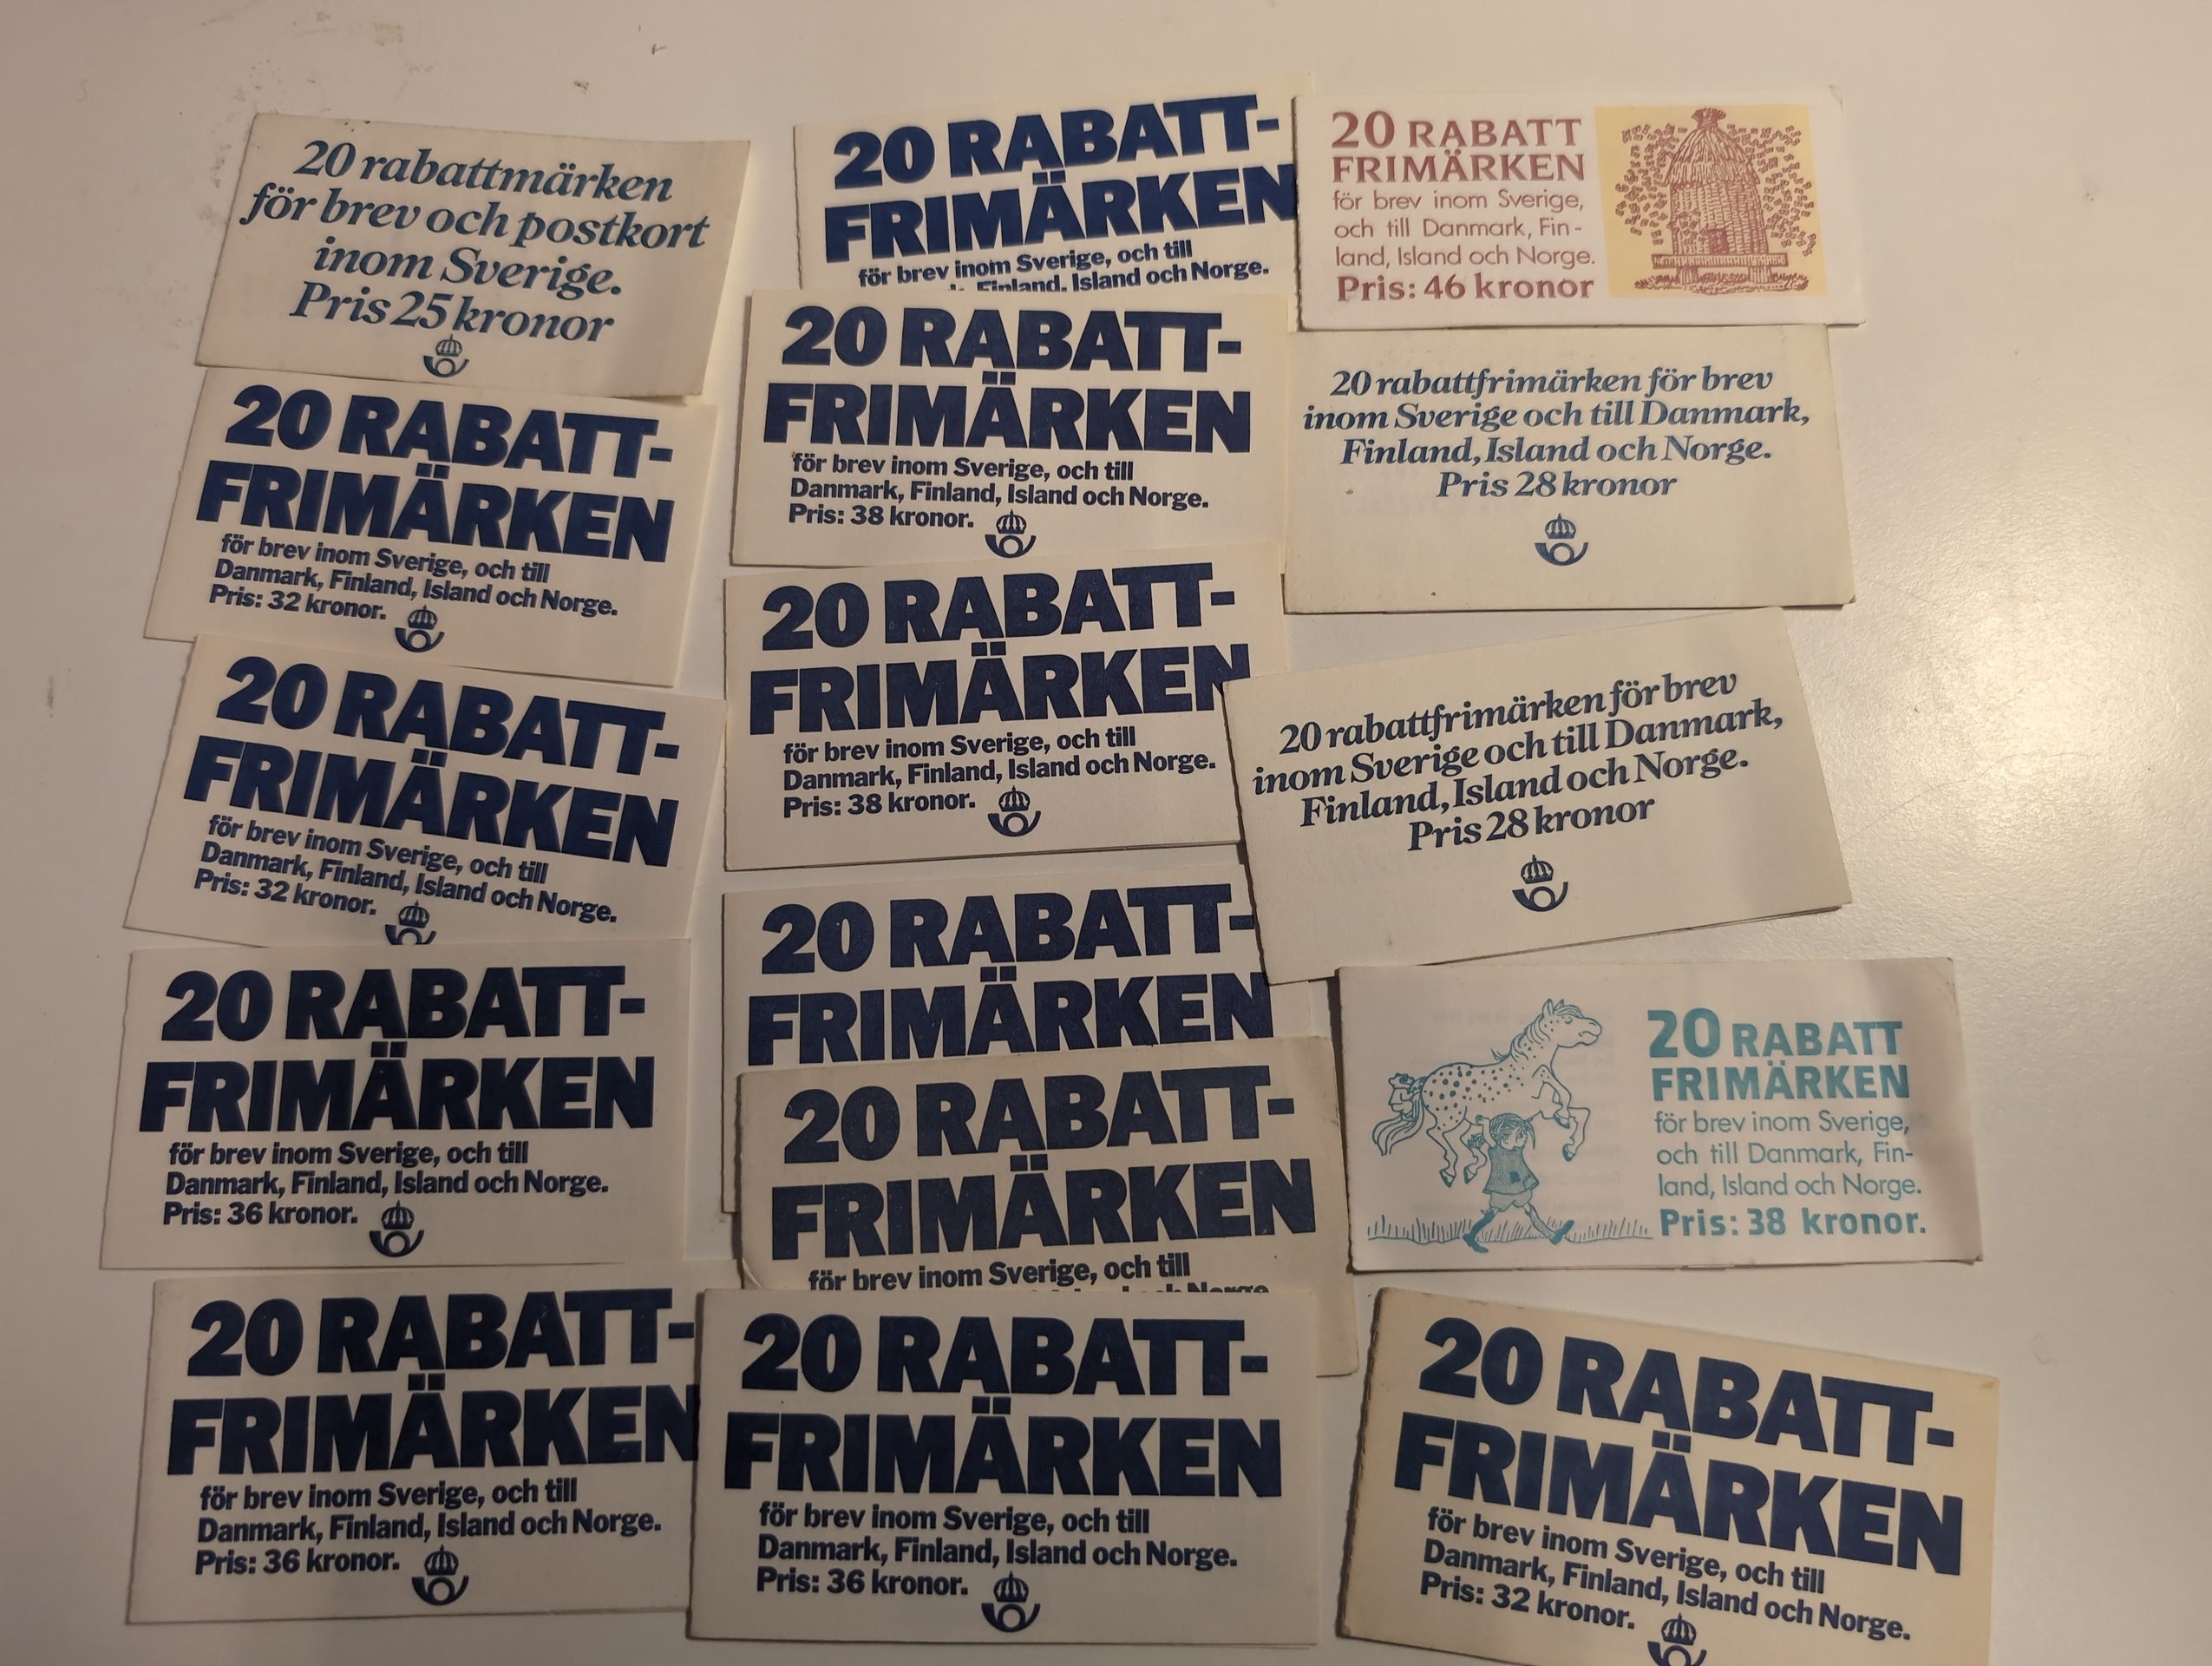 20 rabattmärken
för brev och postkort
inom Sverige.
Pris 25 kronor
20 RABATT-
FRIMÄRKEN
för brev inom Sverige, och till
Danmark, Finland, Island och Norge.
Pris: 32 kronor.
20 RABATT-
FRIMÄRKEN
för brev inom Sverige, och till
Danmark, Finland, Island och Norge.
Pris: 32 kronor.
20 RABATT-
FRIMÄRKEN
för brev inom Sverige, och till
Danmark, Finland, Island och Norge.
Pris: 36 kronor.
20 RABATT-
FRIMÄRKEN
för brev inom Sverige, och till
Danmark, Finland, Island och Norge.
Pris: 36 kronor.
20 RABATT-
FRIMÄRKEN
för brev inom Sverige, och till
Finland, Island och Norge.
20 RABATT-
FRIMÄRKEN
för brev inom Sverige, och till
Danmark, Finland, Island och Norge.
Pris: 38 kronor.
20 RABATT-
FRIMÄRKEN
för brev inom Sverige, och till
Danmark, Finland, Island och Norge.
Pris: 38 kronor.
20 RABATT-
FRIMÄRKEN
20 RABATT-
FRIMÄRKEN
för brev inom Sverige, och till
Norge
20 RABATT-
FRIMÄRKEN
för brev inom Sverige, och till
Danmark, Finland, Island och Norge.
Pris: 36 kronor.
20 RABATT
FRIMÄRKEN
för brev inom Sverige,
och till Danmark, Fin-
land, Island och Norge.
Pris: 46 kronor
20 rabattfrimärken för brev
inom Sverige och till Danmark,
Finland, Island och Norge.
Pris 28 kronor
20 rabattfrimärken för brev
inom Sverige och till Danmark,
Finland, Island och Norge.
Pris 28 kronor
20 RABATT
FRIMÄRKEN
för brev inom Sverige,
och till Danmark, Fin-
land, Island och Norge.
Pris: 38 kronor.
20 RABATT-
FRIMÄRKEN
för brev inom Sverige, och till
Danmark, Finland, Island och Norge.
Pris: 32 kronor.